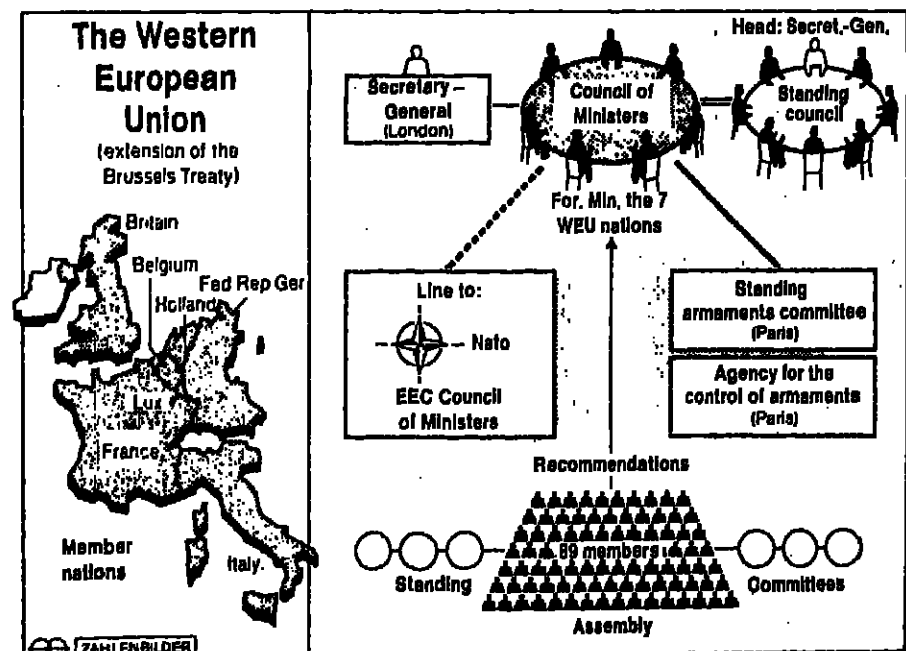 The Western
European
Union
(extension of the
Brussels Treaty)
Britain
Belgium
Holland
Fed Rep Ger
Lux
France
Italy.
Member
nations
ZAHLENBILDER
Secretary –
General
(London)
Council of
Ministers
Head: Secret.-Gen.
Standing
council
For. Min. the 7
WEU nations
Line to:
Nato
EEC Council
of Ministers
Standing
armaments committee
(Paris)
Agency for the
control of armaments
(Paris)
Recommendations
89 members
Standing
Committees
Assembly